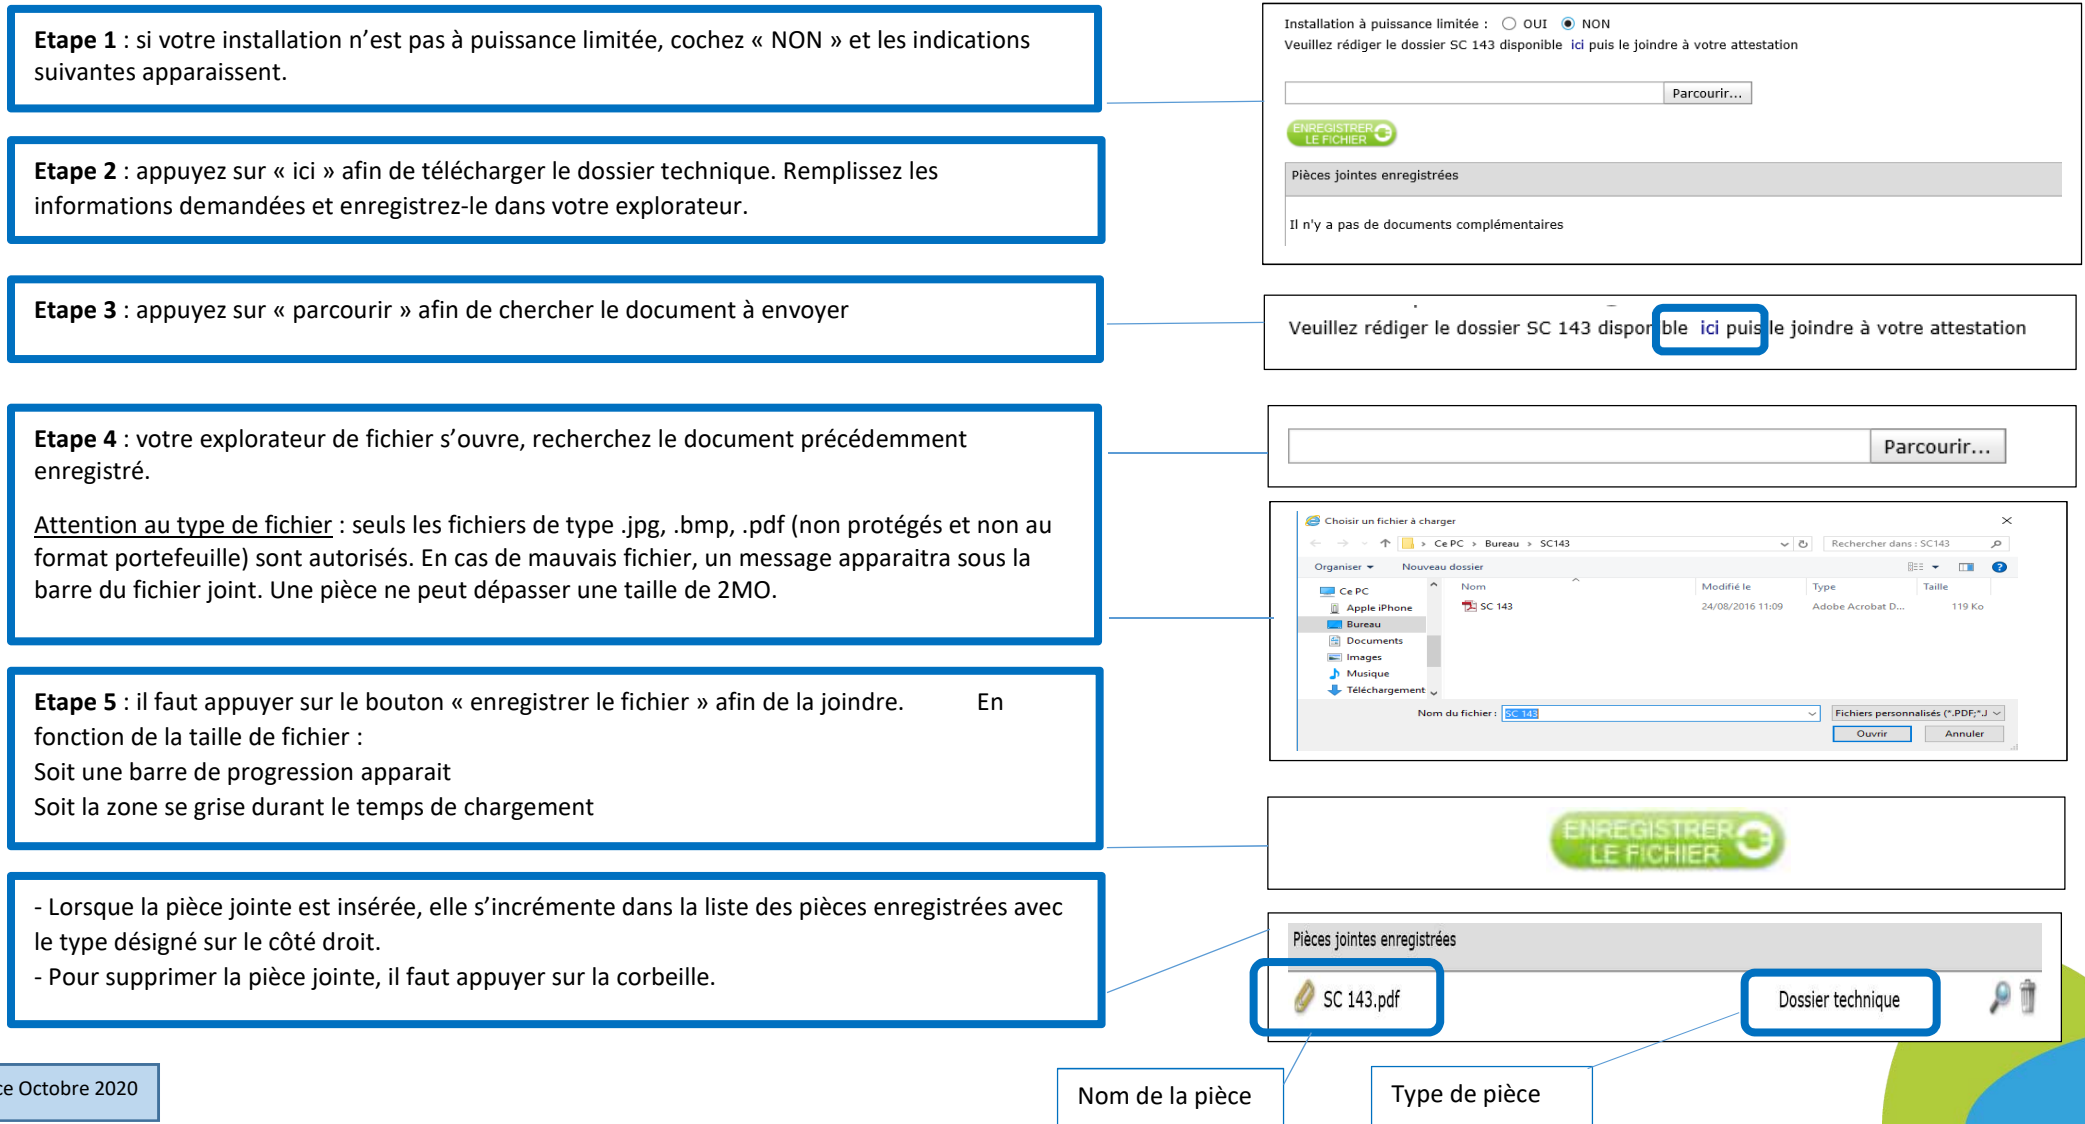 Etape 1 : si votre installation n’est pas à puissance limitée, cochez « NON » et les indications
suivantes apparaissent.
Installation à puissance limitée : OUI NON
Veuillez rédiger le dossier SC 143 disponible ici puis le joindre à votre attestation
Parcourir...
ENREGISTRER
LE FICHIER
Pièces jointes enregistrées
Il n'y a pas de documents complémentaires
Etape 2 : appuyez sur « ici » afin de télécharger le dossier technique. Remplissez les
informations demandées et enregistrez-le dans votre explorateur.
Etape 3 : appuyez sur « parcourir » afin de chercher le document à envoyer
Veuillez rédiger le dossier SC 143 disponible ici puis le joindre à votre attestation
Etape 4 : votre explorateur de fichier s’ouvre, recherchez le document précédemment
enregistré.
Attention au type de fichier : seuls les fichiers de type .jpg, .bmp, .pdf (non protégés et non au
format portefeuille) sont autorisés. En cas de mauvais fichier, un message apparaitra sous la
barre du fichier joint. Une pièce ne peut dépasser une taille de 2MO.
Parcourir...
Choisir un fichier à charger
Ce PC > Bureau > SC143
Rechercher dans : SC143
Organiser Nouveau dossier
Nom Modifié le Type Taille
SC 143 24/08/2016 11:09 Adobe Acrobat D... 119 Ko
Ce PC
Apple iPhone
Bureau
Documents
Images
Musique
Téléchargement
Nom du fichier : SC 143 Fichiers personnalisés (*.PDF;*.J
Ouvrir Annuler
Etape 5 : il faut appuyer sur le bouton « enregistrer le fichier » afin de la joindre. En
fonction de la taille de fichier :
Soit une barre de progression apparait
Soit la zone se grise durant le temps de chargement
ENREGISTRER
LE FICHIER
- Lorsque la pièce jointe est insérée, elle s’incrémente dans la liste des pièces enregistrées avec
le type désigné sur le côté droit.
- Pour supprimer la pièce jointe, il faut appuyer sur la corbeille.
Pièces jointes enregistrées
SC 143.pdf Dossier technique
Nom de la pièce
Type de pièce
ce Octobre 2020